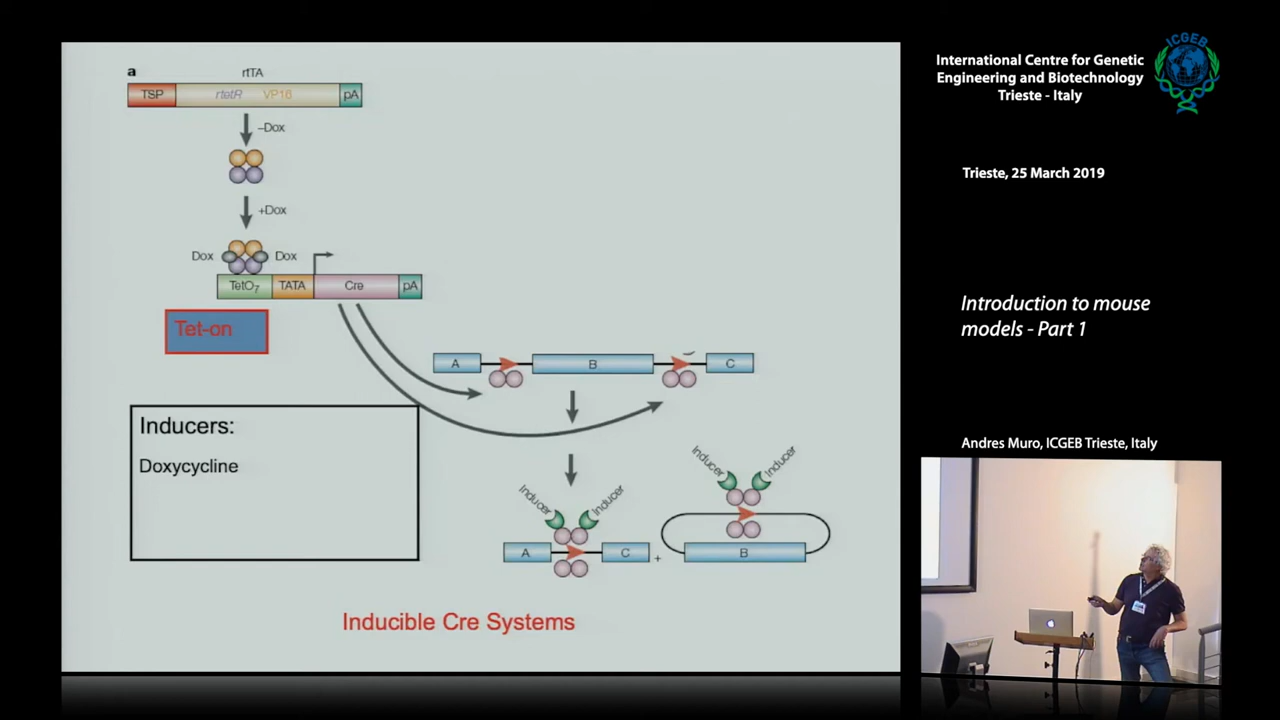 a
rtTA
TSP
rtetR
VP16
pA
–Dox
+Dox
Dox
Dox
TetO7
TATA
Cre
pA
Tet-on
A
B
C
Inducers:
Doxycycline
Inducer
Inducer
A
C
+
Inducer
Inducer
B
Inducible Cre Systems
ICGEB
International Centre for Genetic
Engineering and Biotechnology
Trieste - Italy
Trieste, 25 March 2019
Introduction to mouse
models - Part 1
Andres Muro, ICGEB Trieste, Italy